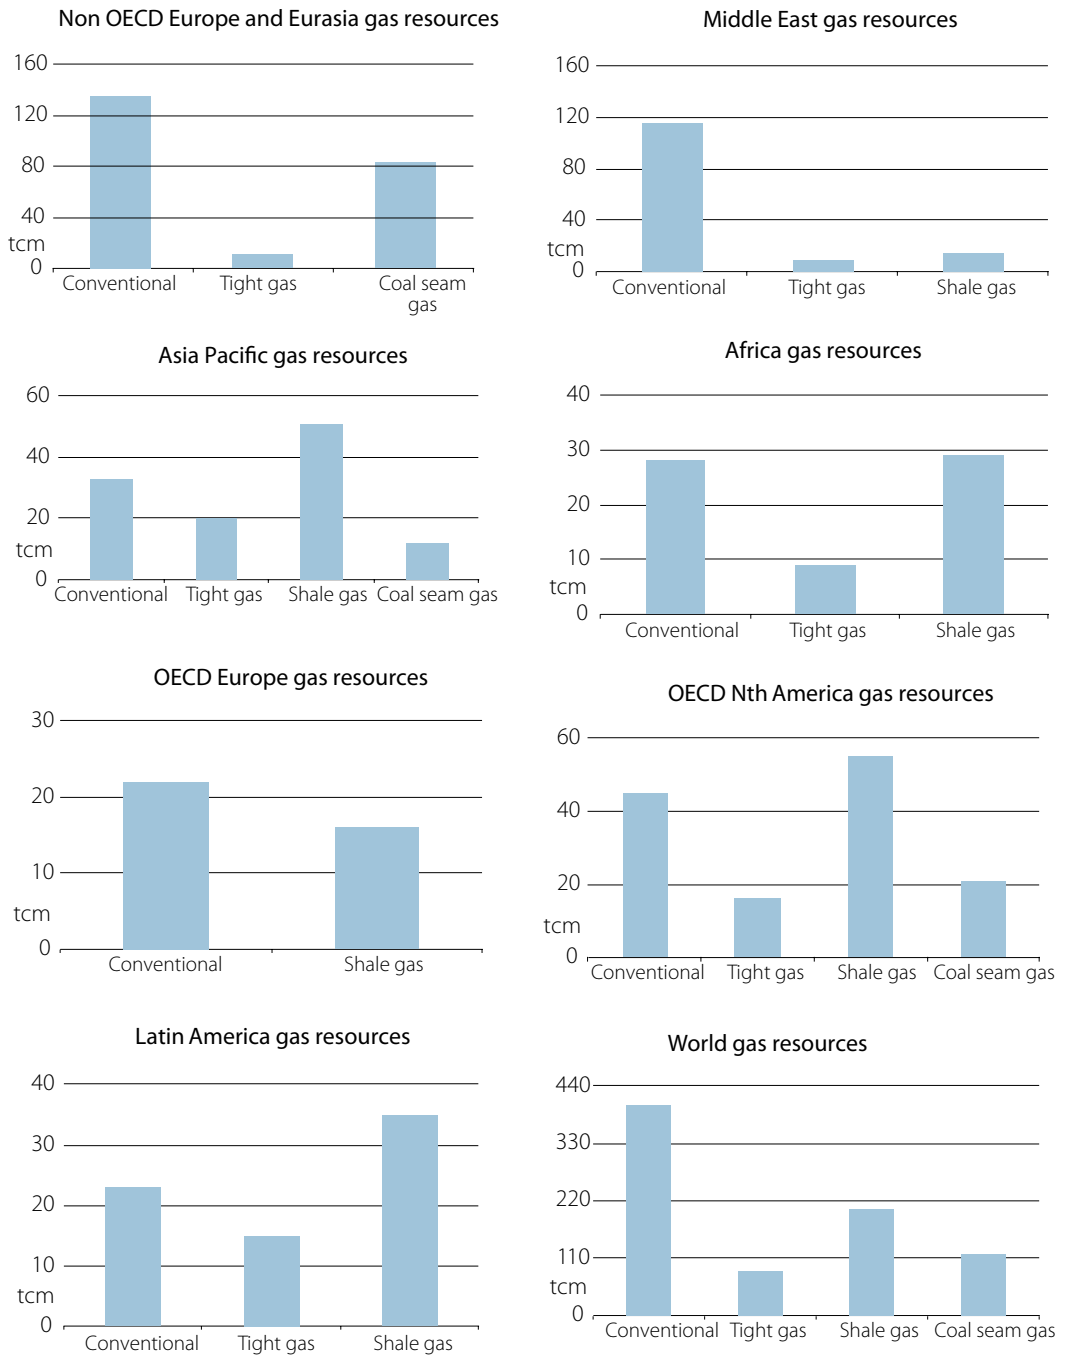 Non OECD Europe and Eurasia gas resources
160
120
80
40
tcm
0
Conventional
Tight gas
Coal seam
gas
Middle East gas resources
160
120
80
40
tcm
0
Conventional
Tight gas
Shale gas
Asia Pacific gas resources
60
40
20
tcm
0
Conventional
Tight gas
Shale gas
Coal seam gas
Africa gas resources
40
30
20
10
tcm
0
Conventional
Tight gas
Shale gas
OECD Europe gas resources
30
20
10
tcm
0
Conventional
Shale gas
OECD Nth America gas resources
60
40
20
tcm
0
Conventional
Tight gas
Shale gas
Coal seam gas
Latin America gas resources
40
30
20
10
tcm
0
Conventional
Tight gas
Shale gas
World gas resources
440
330
220
110
tcm
0
Conventional
Tight gas
Shale gas
Coal seam gas